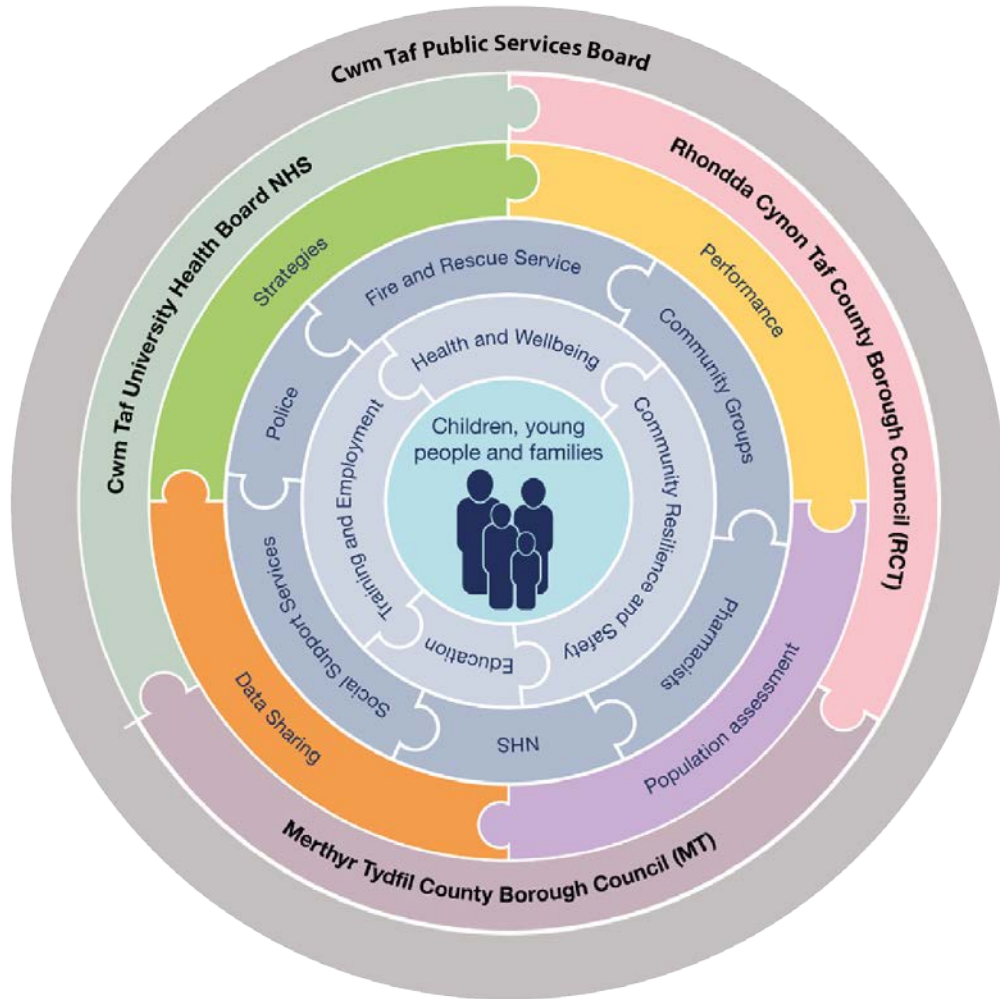 Cwm Taf Public Services Board
Cwm Taf University Health Board NHS
Rhondda Cynon Taf County Borough Council (RCT)
Merthyr Tydfil County Borough Council (MT)
Strategies
Performance
Population assessment
Data Sharing
Fire and Rescue Service
Community Groups
Pharmacists
NHS
Social Support Services
Police
Health and Wellbeing
Community Resilience and Safety
Education
Training and Employment
Children, young
people and families